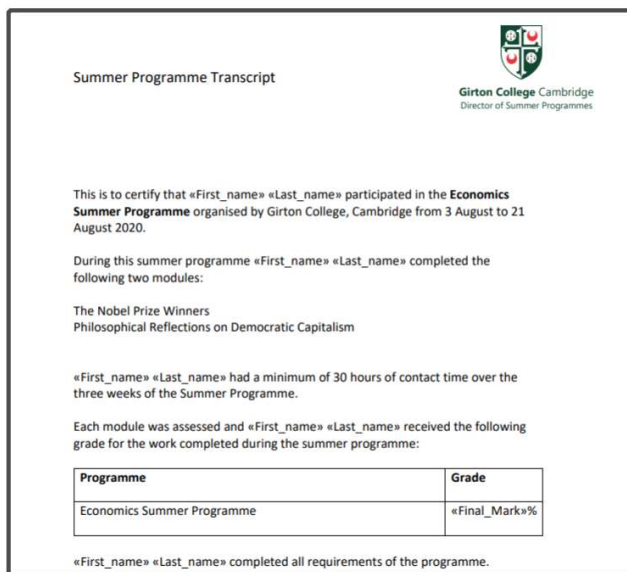 Summer Programme Transcript
Girton College Cambridge
Director of Summer Programmes
This is to certify that «First_name» «Last_name» participated in the Economics
Summer Programme organised by Girton College, Cambridge from 3 August to 21
August 2020.
During this summer programme «First_name» «Last_name» completed the
following two modules:
The Nobel Prize Winners
Philosophical Reflections on Democratic Capitalism
«First_name» «Last_name» had a minimum of 30 hours of contact time over the
three weeks of the Summer Programme.
Each module was assessed and «First_name» «Last_name» received the following
grade for the work completed during the summer programme:
Programme Grade
Economics Summer Programme «Final_Mark»%
«First_name» «Last_name» completed all requirements of the programme.